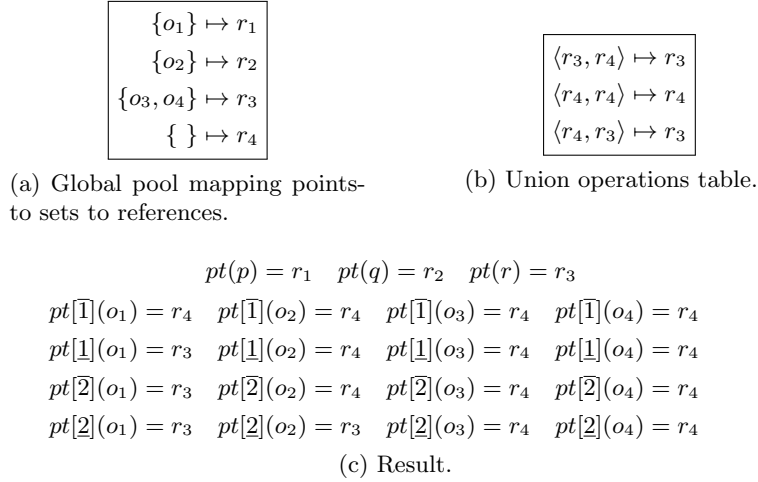 {o₁} ↦ r₁
{o₂} ↦ r₂
{o₃, o₄} ↦ r₃
{ } ↦ r₄
(a) Global pool mapping points-
to sets to references.
⟨r₃, r₄⟩ ↦ r₃
⟨r₄, r₄⟩ ↦ r₄
⟨r₄, r₃⟩ ↦ r₃
(b) Union operations table.
pt(p) = r₁ pt(q) = r₂ pt(r) = r₃
pt[1̅](o₁) = r₄ pt[1̅](o₂) = r₄ pt[1̅](o₃) = r₄ pt[1̅](o₄) = r₄
pt[1̲](o₁) = r₃ pt[1̲](o₂) = r₄ pt[1̲](o₃) = r₄ pt[1̲](o₄) = r₄
pt[2̅](o₁) = r₃ pt[2̅](o₂) = r₄ pt[2̅](o₃) = r₄ pt[2̅](o₄) = r₄
pt[2̲](o₁) = r₃ pt[2̲](o₂) = r₃ pt[2̲](o₃) = r₄ pt[2̲](o₄) = r₄
(c) Result.